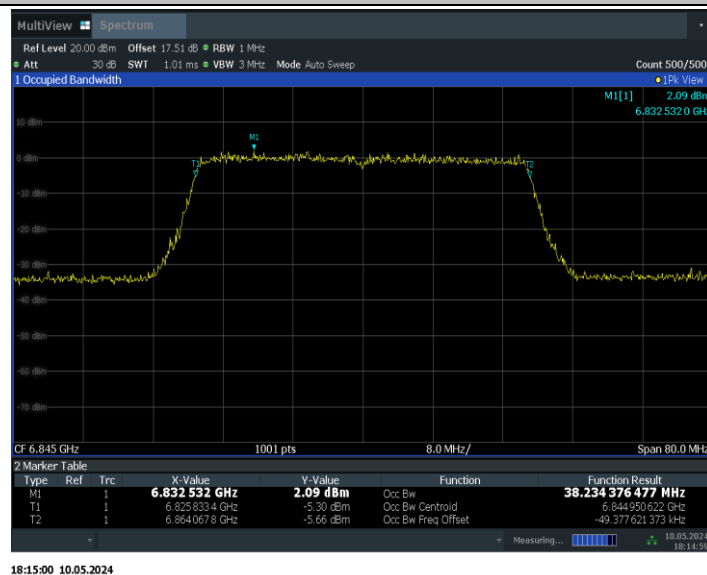 MultiView Spectrum
Ref Level 20.00 dBm Offset 17.51 dB RBW 1 MHz
Att 30 dB SWT 1.01 ms VBW 3 MHz Mode Auto Sweep Count 500/500
1 Occupied Bandwidth 1Pk View
M1[1] 2.09 dBm
6.832 532 0 GHz
10 dBm
M1
0 dBm
T1 T2
-10 dBm
-20 dBm
-30 dBm
-40 dBm
-50 dBm
-60 dBm
-70 dBm
CF 6.845 GHz 1001 pts 8.0 MHz/ Span 80.0 MHz
2 Marker Table
Type Ref Trc X-Value Y-Value Function Function Result
M1 1 6.832 532 GHz 2.09 dBm Occ Bw 38.234 376 477 MHz
T1 1 6.825 833 4 GHz -5.30 dBm Occ Bw Centroid 6.844 950 622 GHz
T2 1 6.864 067 8 GHz -5.66 dBm Occ Bw Freq Offset -49.377 621 373 kHz
Measuring... 10.05.2024
18:14:59
18:15:00 10.05.2024